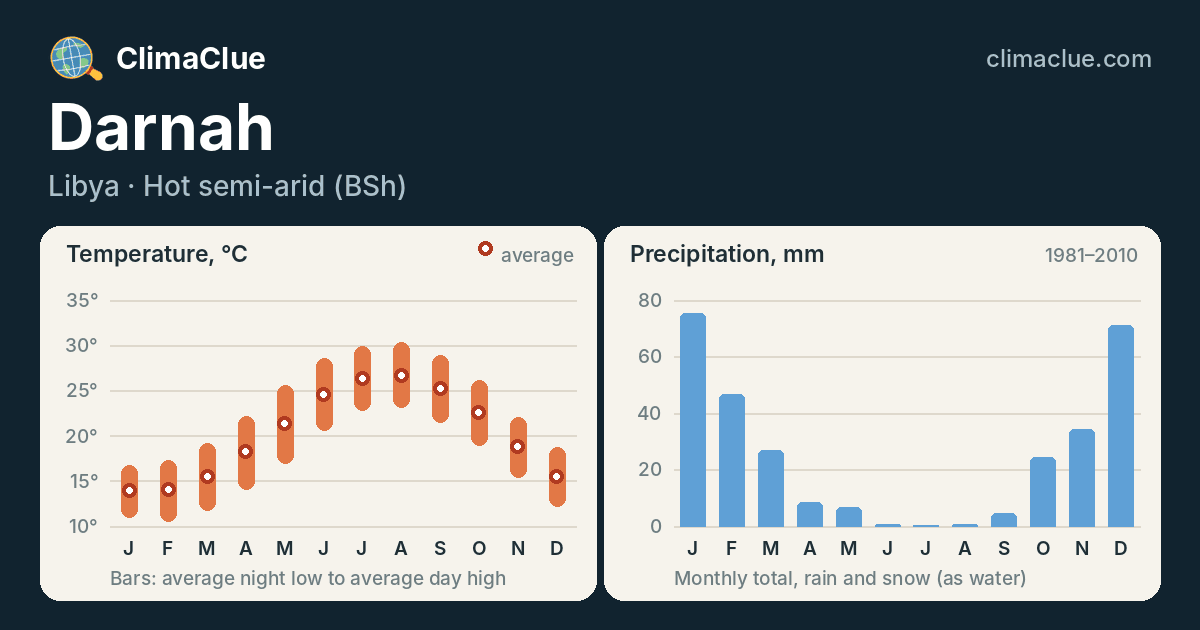 ClimaClue
climaclue.com
Darnah
Libya · Hot semi-arid (BSh)
Temperature, °C
average
35°
30°
25°
20°
15°
10°
J F M A M J J A S O N D
Bars: average night low to average day high
Precipitation, mm
1981–2010
80
60
40
20
0
J F M A M J J A S O N D
Monthly total, rain and snow (as water)